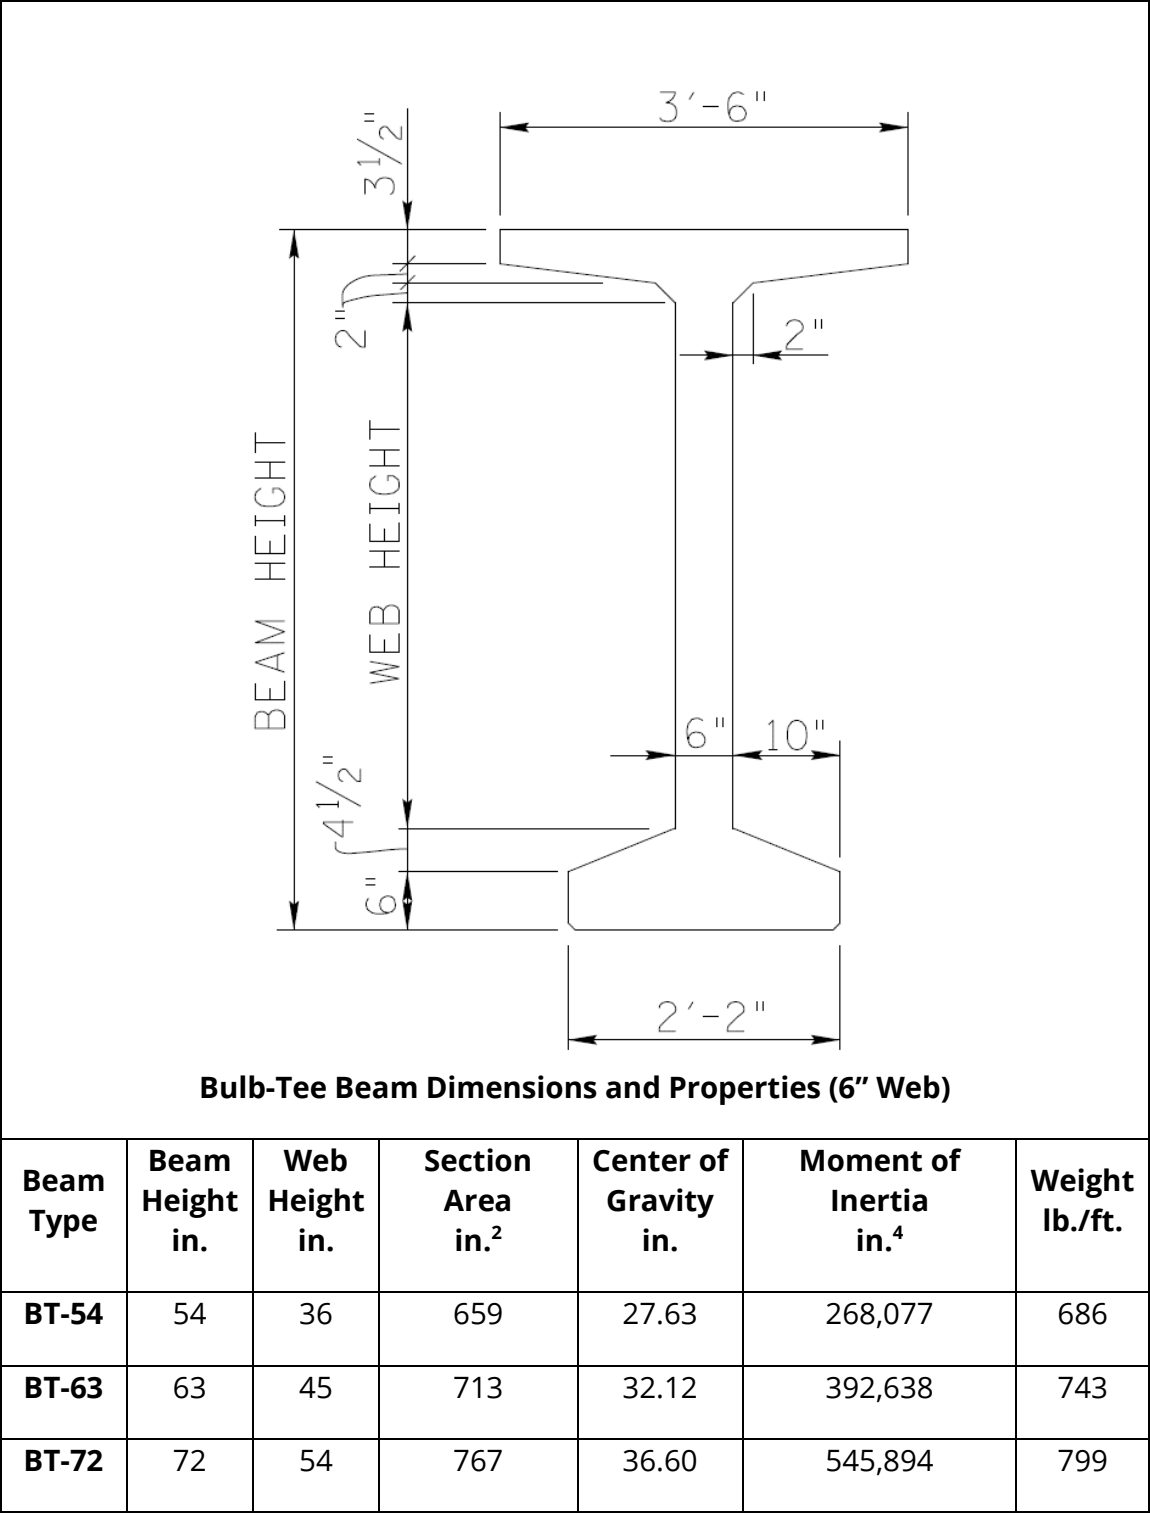 3'-6"
3 1/2"
2"
2"
BEAM HEIGHT
WEB HEIGHT
6"
10"
4 1/2"
6"
2'-2"
Bulb-Tee Beam Dimensions and Properties (6” Web)
Beam Type Beam Height in. Web Height in. Section Area in.² Center of Gravity in. Moment of Inertia in.⁴ Weight lb./ft.
BT-54 54 36 659 27.63 268,077 686
BT-63 63 45 713 32.12 392,638 743
BT-72 72 54 767 36.60 545,894 799